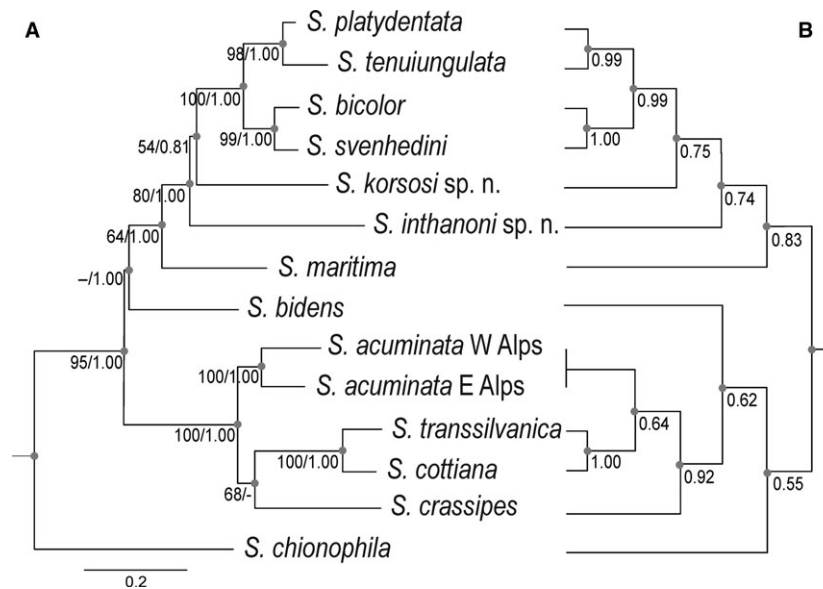 A
B
S. platydentata
98/1.00
S. tenuiungulata
0.99
100/1.00
0.99
S. bicolor
99/1.00
1.00
54/0.81
S. svenhedini
0.75
S. korsosi sp. n.
80/1.00
0.74
S. inthanoni sp. n.
64/1.00
0.83
S. maritima
–/1.00
S. bidens
S. acuminata W Alps
95/1.00
100/1.00
S. acuminata E Alps
0.62
S. transsilvanica
0.64
100/1.00
100/1.00
S. cottiana
1.00
0.92
0.55
68/-
S. crassipes
S. chionophila
0.2